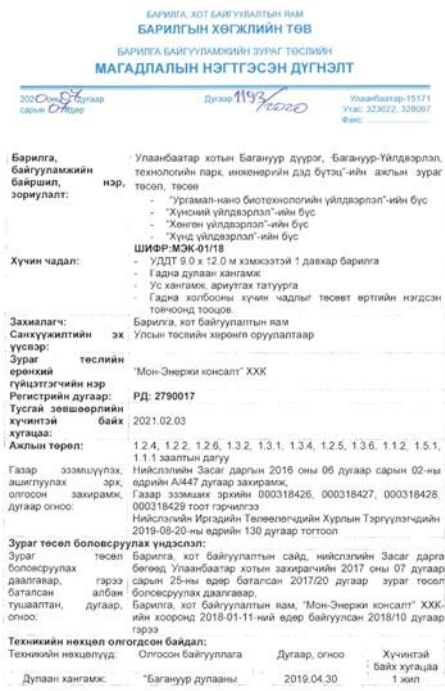 БАРИЛГА, ХОТ БАЙГУУЛАЛТЫН ЯАМ
БАРИЛГЫН ХӨГЖЛИЙН ТӨВ
БАРИЛГА БАЙГУУЛАМЖИЙН ЗУРАГ ТӨСЛИЙН
МАГАДЛАЛЫН НЭГТГЭСЭН ДҮГНЭЛТ
2020 оны 07 дугаар
сарын 07 өдөр
Дугаар 1193/2020
Улаанбаатар-15171
Утас: 323022, 328097
Факс:
Барилга, байгууламжийн байршил, нэр, зориулалт:
Улаанбаатар хотын Багануур дүүрэг, "Багануур-Үйлдвэрлэл,
технологийн парк, инженерийн дэд бүтэц"-ийн ажлын зураг
төсөл, төсөв
- "Ургамал-нано биотехнологийн үйлдвэрлэл"-ийн бүс
- "Хүнсний үйлдвэрлэл"-ийн бүс
- "Хөнгөн үйлдвэрлэл"-ийн бүс
- "Хүнд үйлдвэрлэл"-ийн бүс
ШИФР:МЭК-01/18
Хүчин чадал:
- УДДТ 9.0 х 12.0 м хэмжээтэй 1 давхар барилга
- Гадна дулаан хангамж
- Ус хангамж, ариутгах татуурга
- Гадна холбооны хүчин чадлыг төсөвт өртгийн нэгдсэн
товчоонд тооцов.
Захиалагч: Барилга, хот байгуулалтын яам
Санхүүжилтийн эх үүсвэр: Улсын төсвийн хөрөнгө оруулалтаар
Зураг төслийн
ерөнхий
гүйцэтгэгчийн нэр "Мон-Энержи консалт" ХХК
Регистрийн дугаар: РД: 2790017
Тусгай зөвшөөрлийн
хүчинтэй байх
хугацаа: 2021.02.03
Ажлын төрөл: 1.2.4, 1.2.2, 1.2.6, 1.3.2, 1.3.1, 1.3.4, 1.2.5, 1.3.6, 1.1.2, 1.5.1,
1.1.1 заалтын дагуу
Газар эзэмшүүлэх, ашиглуулах эрх, олгосон захирамж, дугаар огноо:
Нийслэлийн Засаг даргын 2016 оны 06 дугаар сарын 02-ны
өдрийн А/447 дугаар захирамж,
Газар эзэмших эрхийн 000318426, 000318427, 000318428,
000318429 тоот гэрчилгээ
Нийслэлийн Иргэдийн Төлөөлөгчдийн Хурлын Тэргүүлэгчдийн
2019-08-20-ны өдрийн 130 дугаар тогтоол
Зураг төсөл боловсруулах үндэслэл:
Зураг төсөл боловсруулах даалгавар, гэрээ баталсан албан тушаалтан, дугаар, огноо:
Барилга, хот байгуулалтын сайд, нийслэлийн Засаг дарга
бөгөөд Улаанбаатар хотын захирагчийн 2017 оны 07 дугаар
сарын 25-ны өдөр баталсан 2017/20 дугаар зураг төсөл
боловсруулах даалгавар,
Барилга, хот байгуулалтын яам, "Мон-Энержи консалт" ХХК-
ийн хооронд 2018-01-11-ний өдөр байгуулсан 2018/10 дугаар
гэрээ
Техникийн нөхцөл олгогдсон байдал:
Техникийн нөхцөлүүд: Олгосон байгууллага Дугаар, огноо Хүчинтэй
байх хугацаа
Дулаан хангамж: "Багануур дулааны 2019.04.30 1 жил